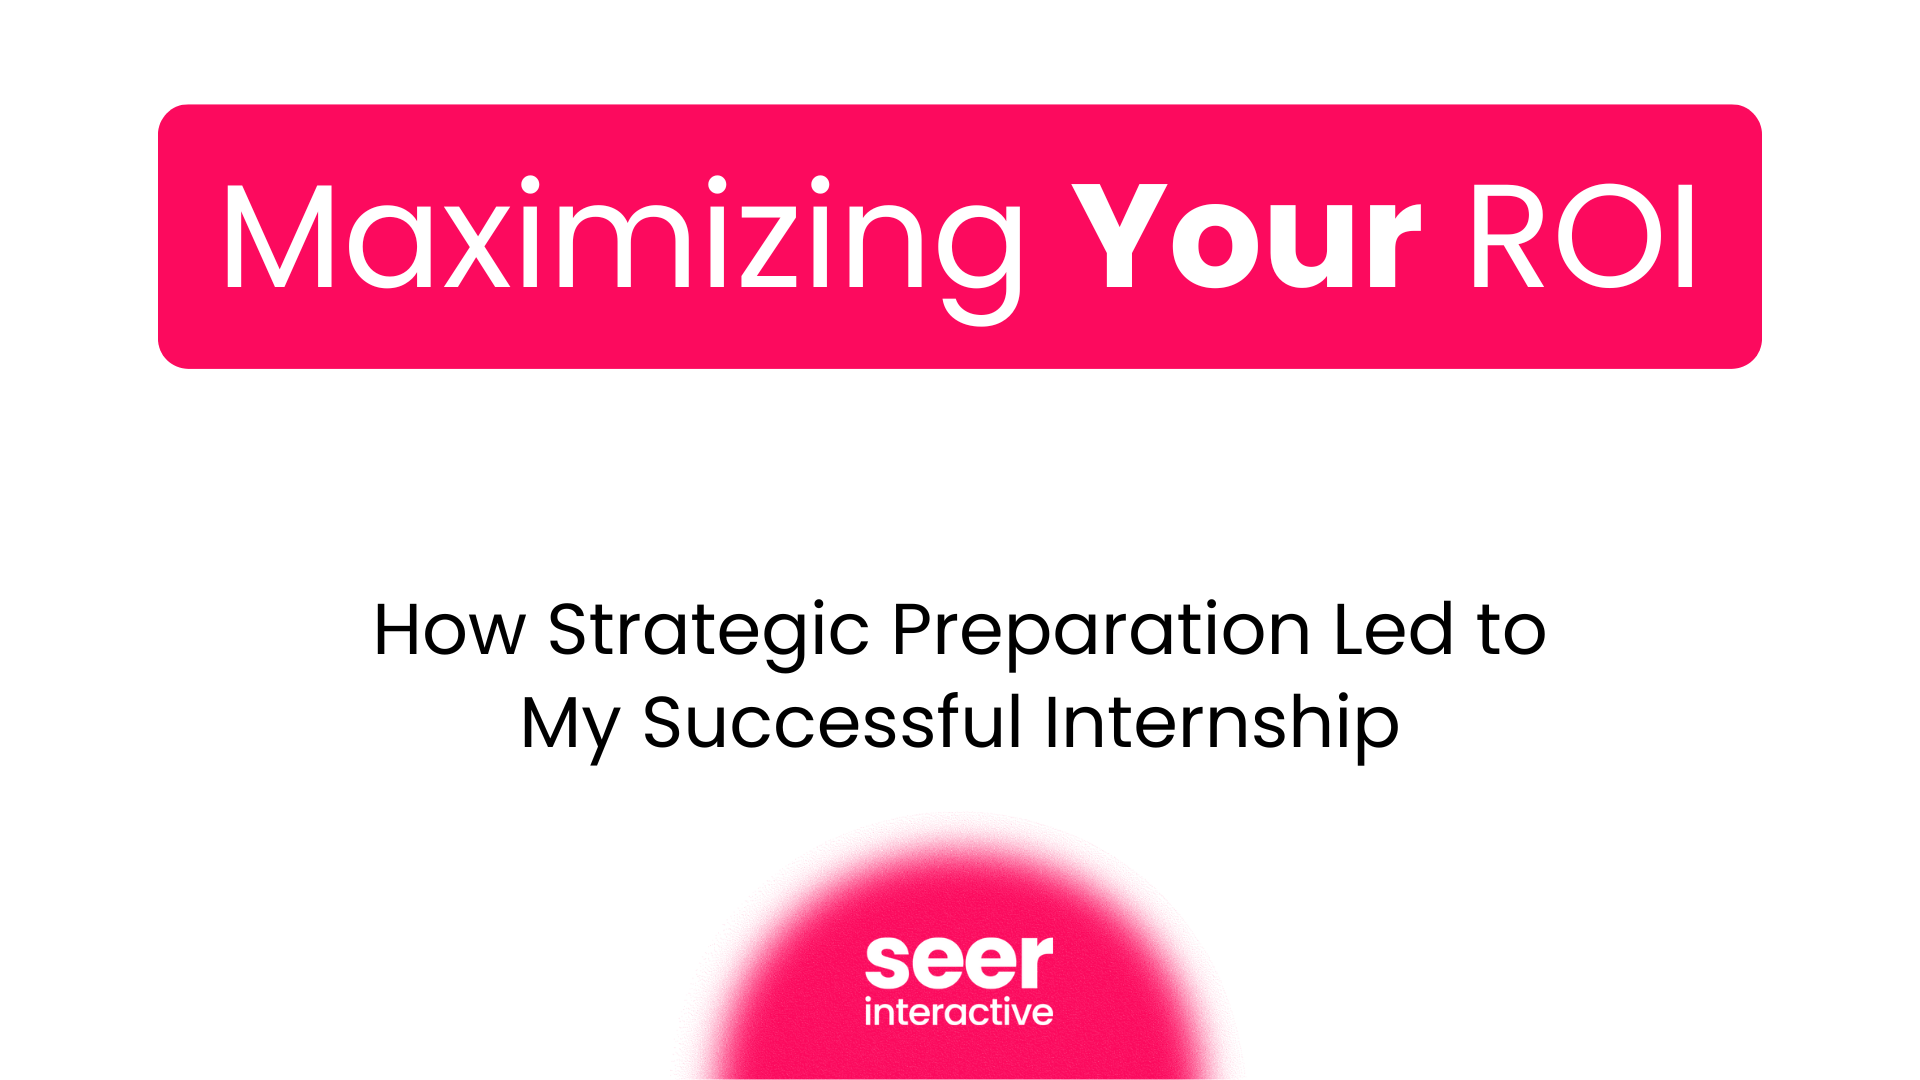 Maximizing Your ROI
How Strategic Preparation Led to
My Successful Internship
seer
interactive